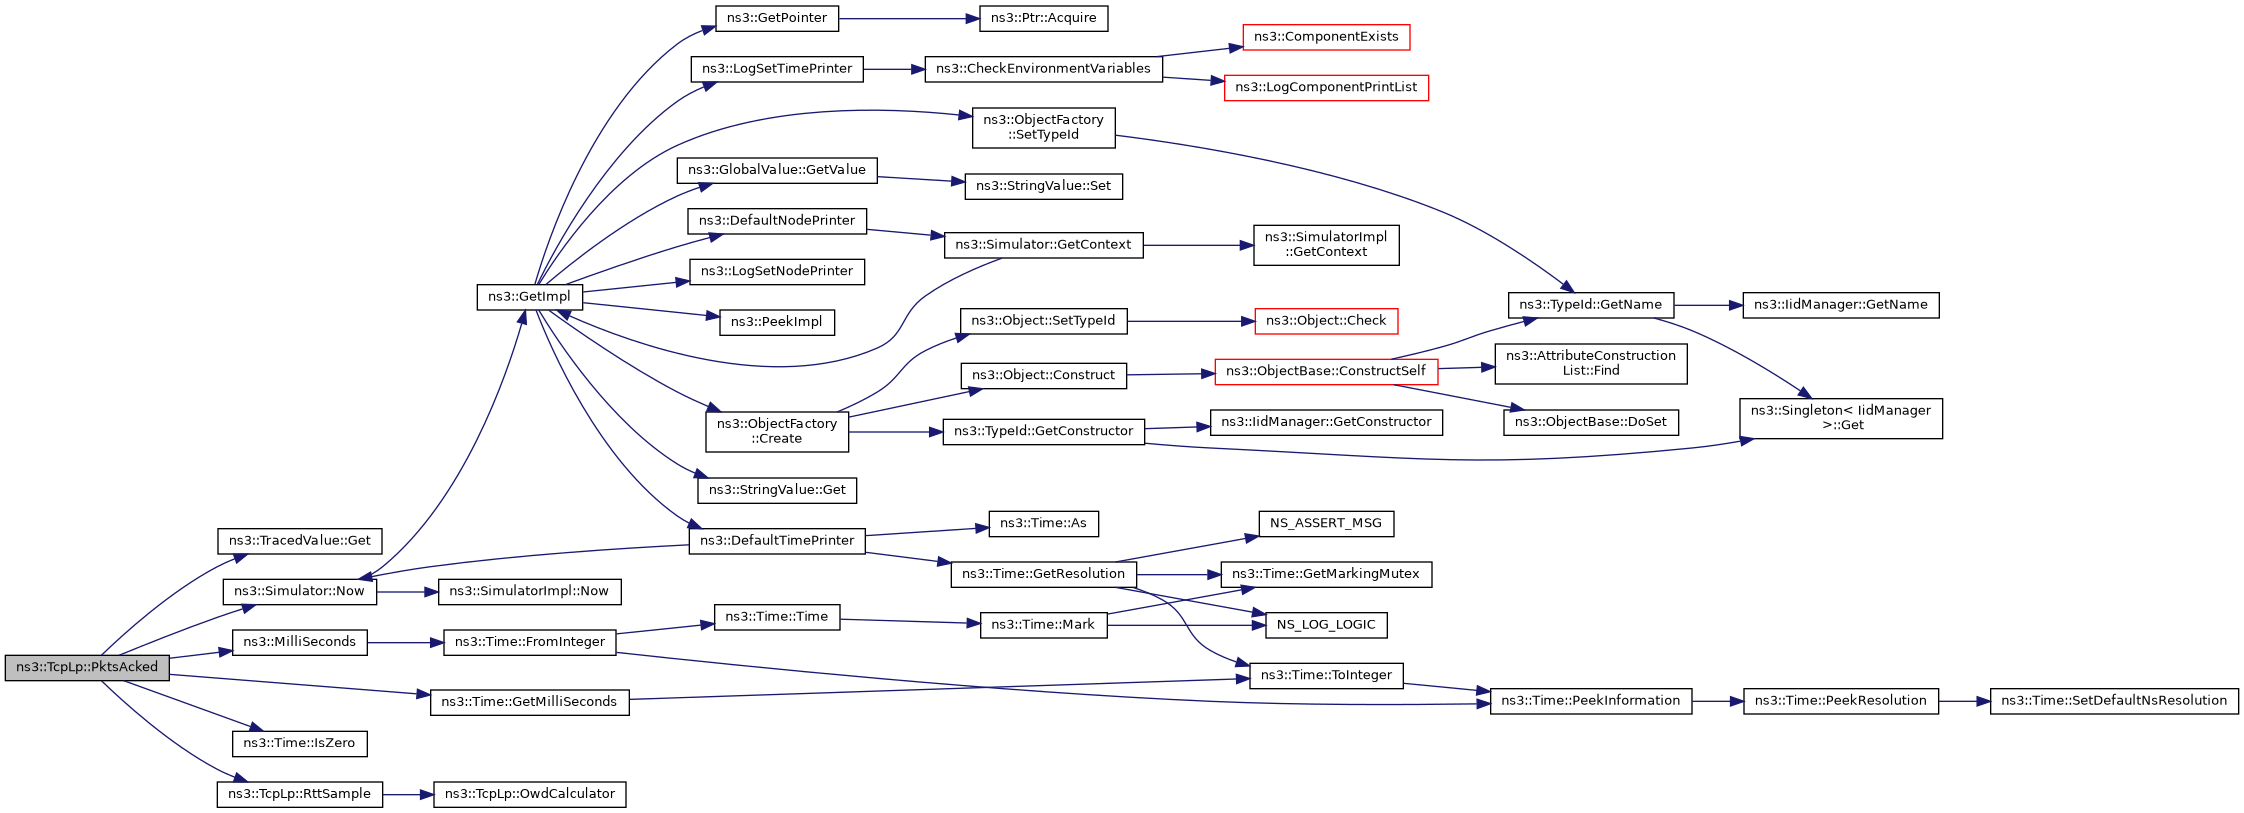 ns3::GetPointer
ns3::Ptr::Acquire
ns3::ComponentExists
ns3::LogSetTimePrinter
ns3::CheckEnvironmentVariables
ns3::LogComponentPrintList
ns3::ObjectFactory
::SetTypeId
ns3::GlobalValue::GetValue
ns3::StringValue::Set
ns3::DefaultNodePrinter
ns3::Simulator::GetContext
ns3::SimulatorImpl
::GetContext
ns3::LogSetNodePrinter
ns3::GetImpl
ns3::TypeId::GetName
ns3::IidManager::GetName
ns3::PeekImpl
ns3::Object::SetTypeId
ns3::Object::Check
ns3::AttributeConstruction
List::Find
ns3::Object::Construct
ns3::ObjectBase::ConstructSelf
ns3::Singleton< IidManager
>::Get
ns3::ObjectFactory
::Create
ns3::TypeId::GetConstructor
ns3::IidManager::GetConstructor
ns3::ObjectBase::DoSet
ns3::StringValue::Get
ns3::Time::As
NS_ASSERT_MSG
ns3::TracedValue::Get
ns3::DefaultTimePrinter
ns3::Time::GetResolution
ns3::Time::GetMarkingMutex
ns3::Simulator::Now
ns3::SimulatorImpl::Now
ns3::Time::Time
ns3::Time::Mark
NS_LOG_LOGIC
ns3::MilliSeconds
ns3::Time::FromInteger
ns3::TcpLp::PktsAcked
ns3::Time::ToInteger
ns3::Time::GetMilliSeconds
ns3::Time::PeekInformation
ns3::Time::PeekResolution
ns3::Time::SetDefaultNsResolution
ns3::Time::IsZero
ns3::TcpLp::RttSample
ns3::TcpLp::OwdCalculator